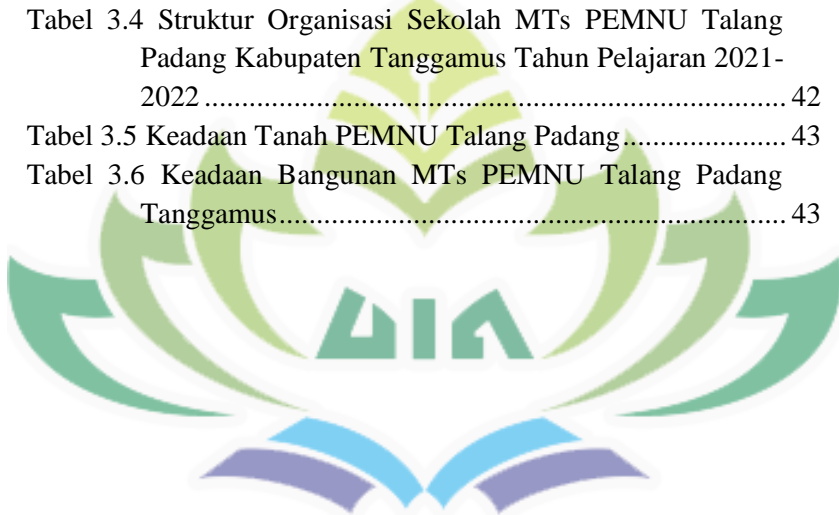 Tabel 3.4 Struktur Organisasi Sekolah MTs PEMNU Talang
Padang Kabupaten Tanggamus Tahun Pelajaran 2021-
2022 .............................................................................. 42
Tabel 3.5 Keadaan Tanah PEMNU Talang Padang...................... 43
Tabel 3.6 Keadaan Bangunan MTs PEMNU Talang Padang
Tanggamus.................................................................... 43
UIN